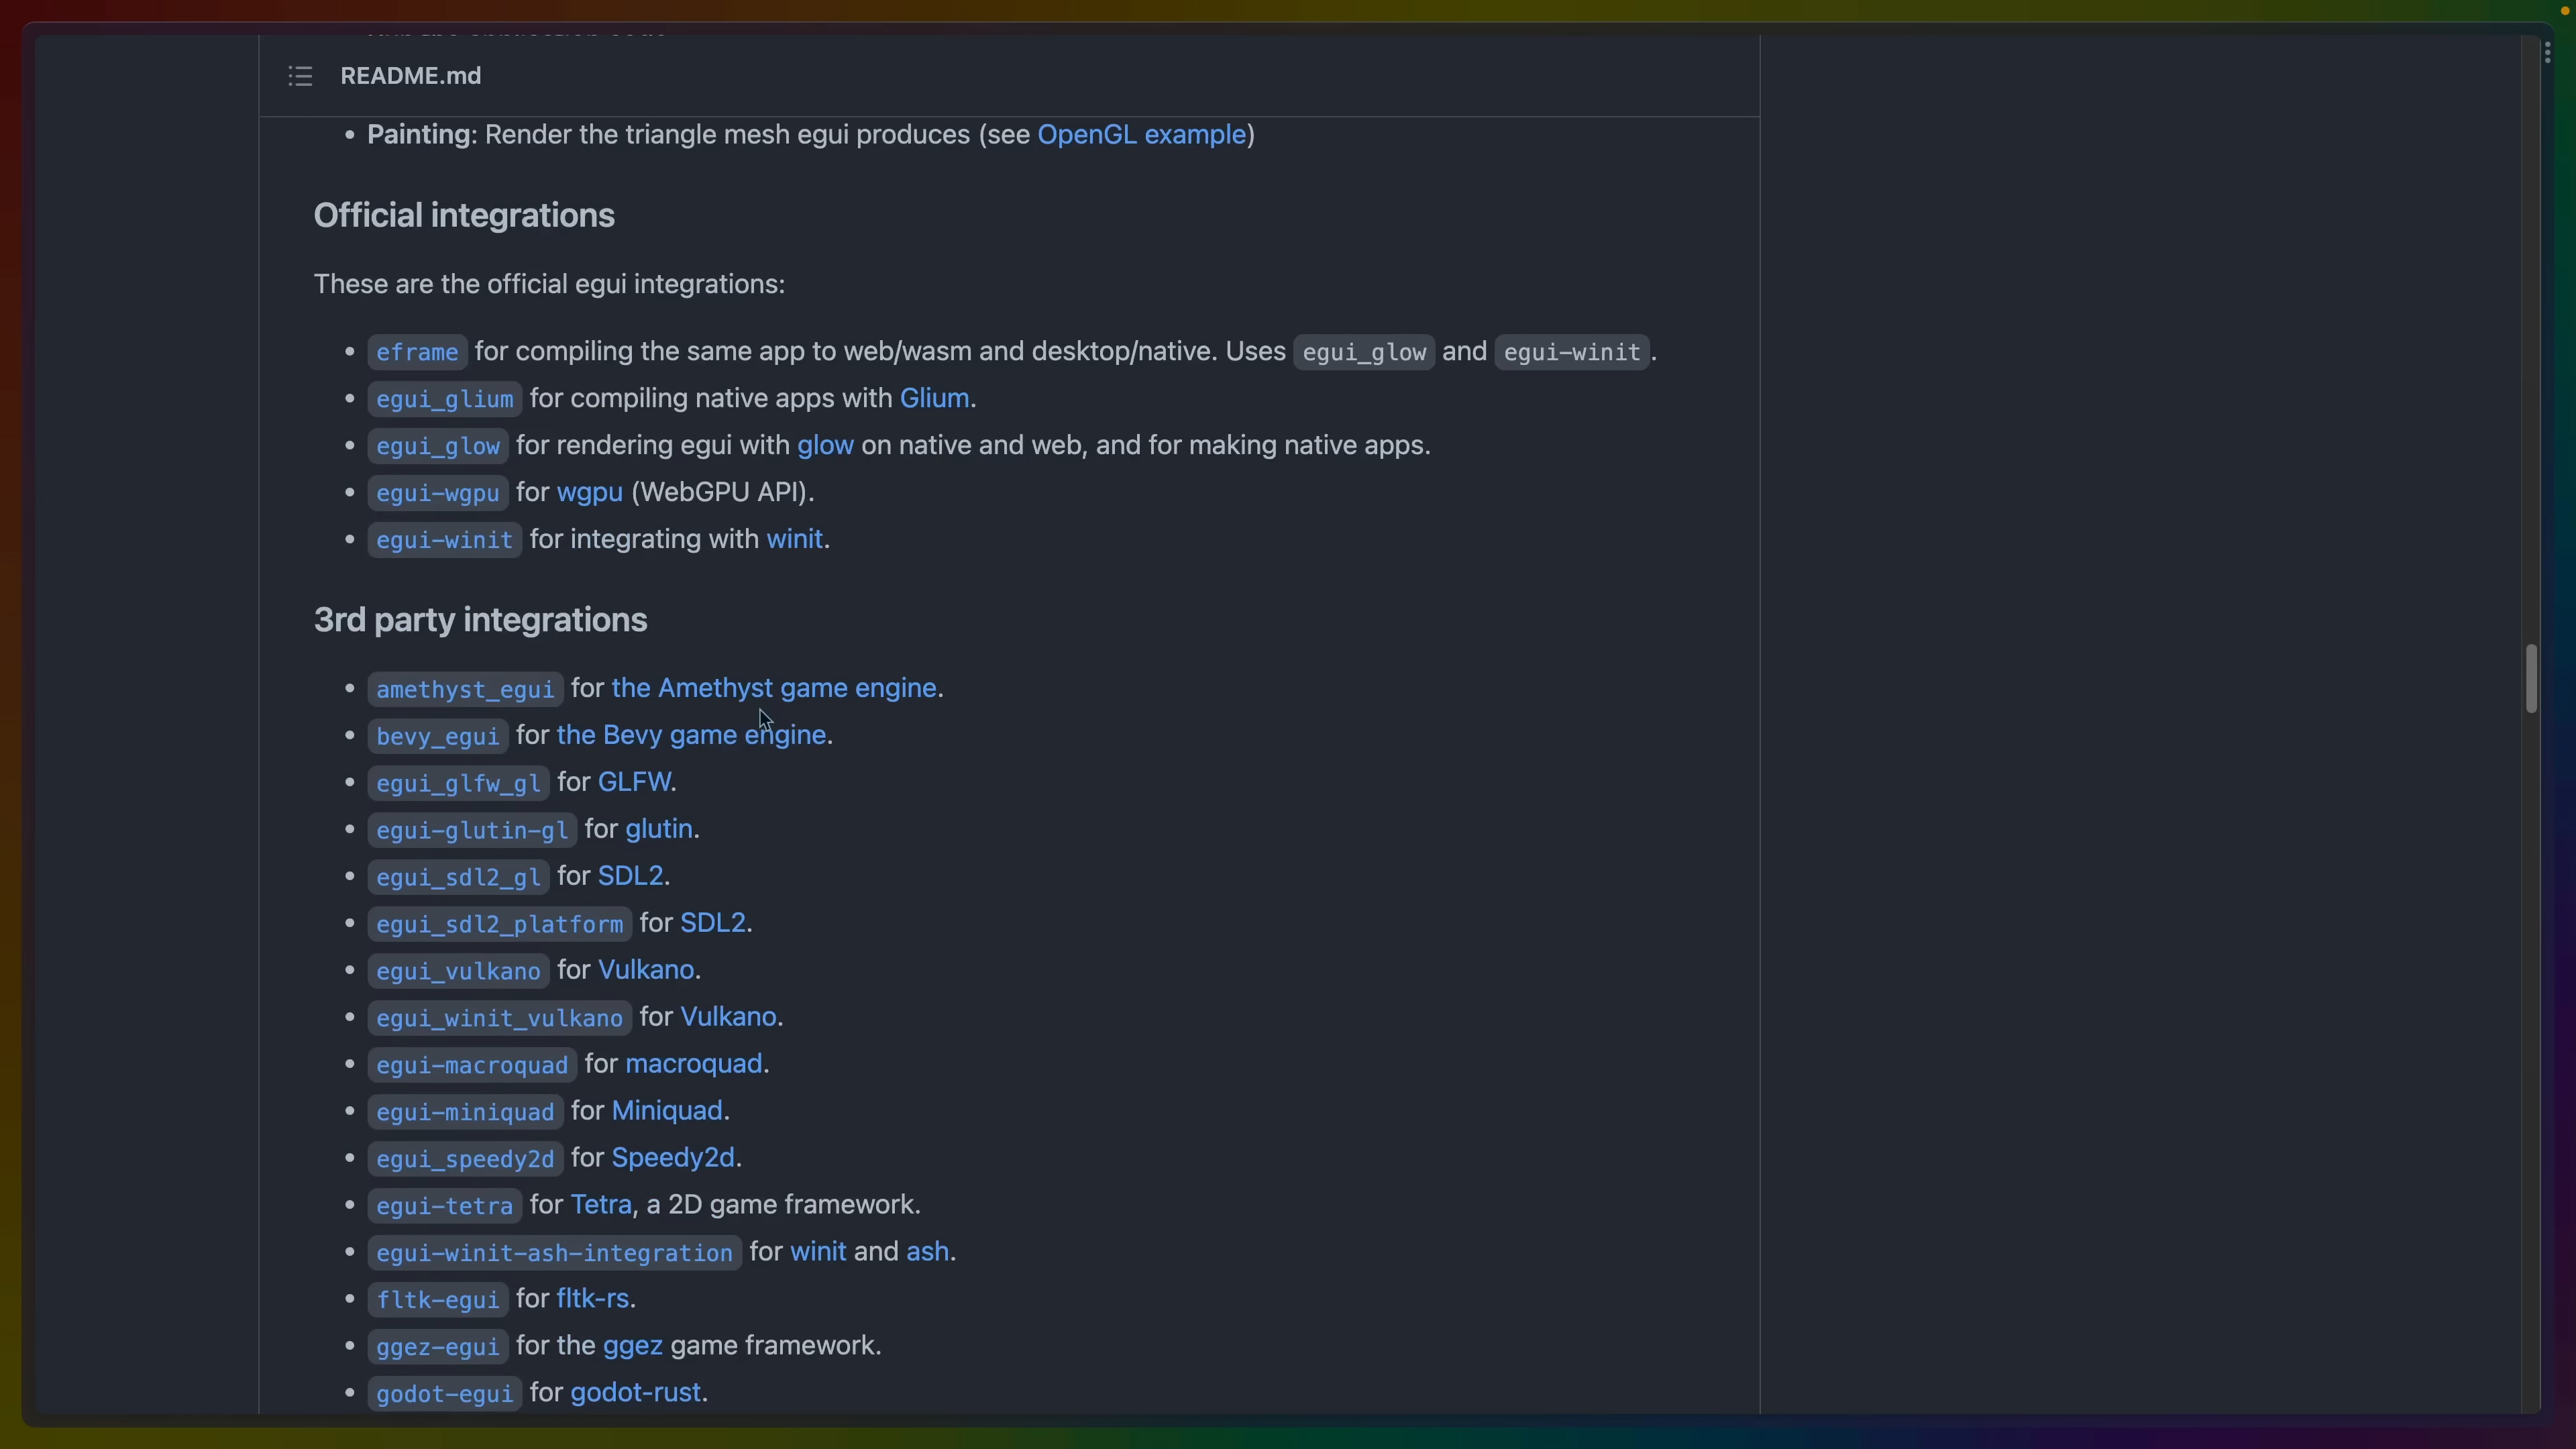 README.md
Painting: Render the triangle mesh egui produces (see OpenGL example)
Official integrations
These are the official egui integrations:
eframe for compiling the same app to web/wasm and desktop/native. Uses egui_glow and egui-winit.
egui_glium for compiling native apps with Glium.
egui_glow for rendering egui with glow on native and web, and for making native apps.
egui-wgpu for wgpu (WebGPU API).
egui-winit for integrating with winit.
3rd party integrations
amethyst_egui for the Amethyst game engine.
bevy_egui for the Bevy game engine.
egui_glfw_gl for GLFW.
egui-glutin-gl for glutin.
egui_sdl2_gl for SDL2.
egui_sdl2_platform for SDL2.
egui_vulkano for Vulkano.
egui_winit_vulkano for Vulkano.
egui-macroquad for macroquad.
egui-miniquad for Miniquad.
egui_speedy2d for Speedy2d.
egui-tetra for Tetra, a 2D game framework.
egui-winit-ash-integration for winit and ash.
fltk-egui for fltk-rs.
ggez-egui for the ggez game framework.
godot-egui for godot-rust.